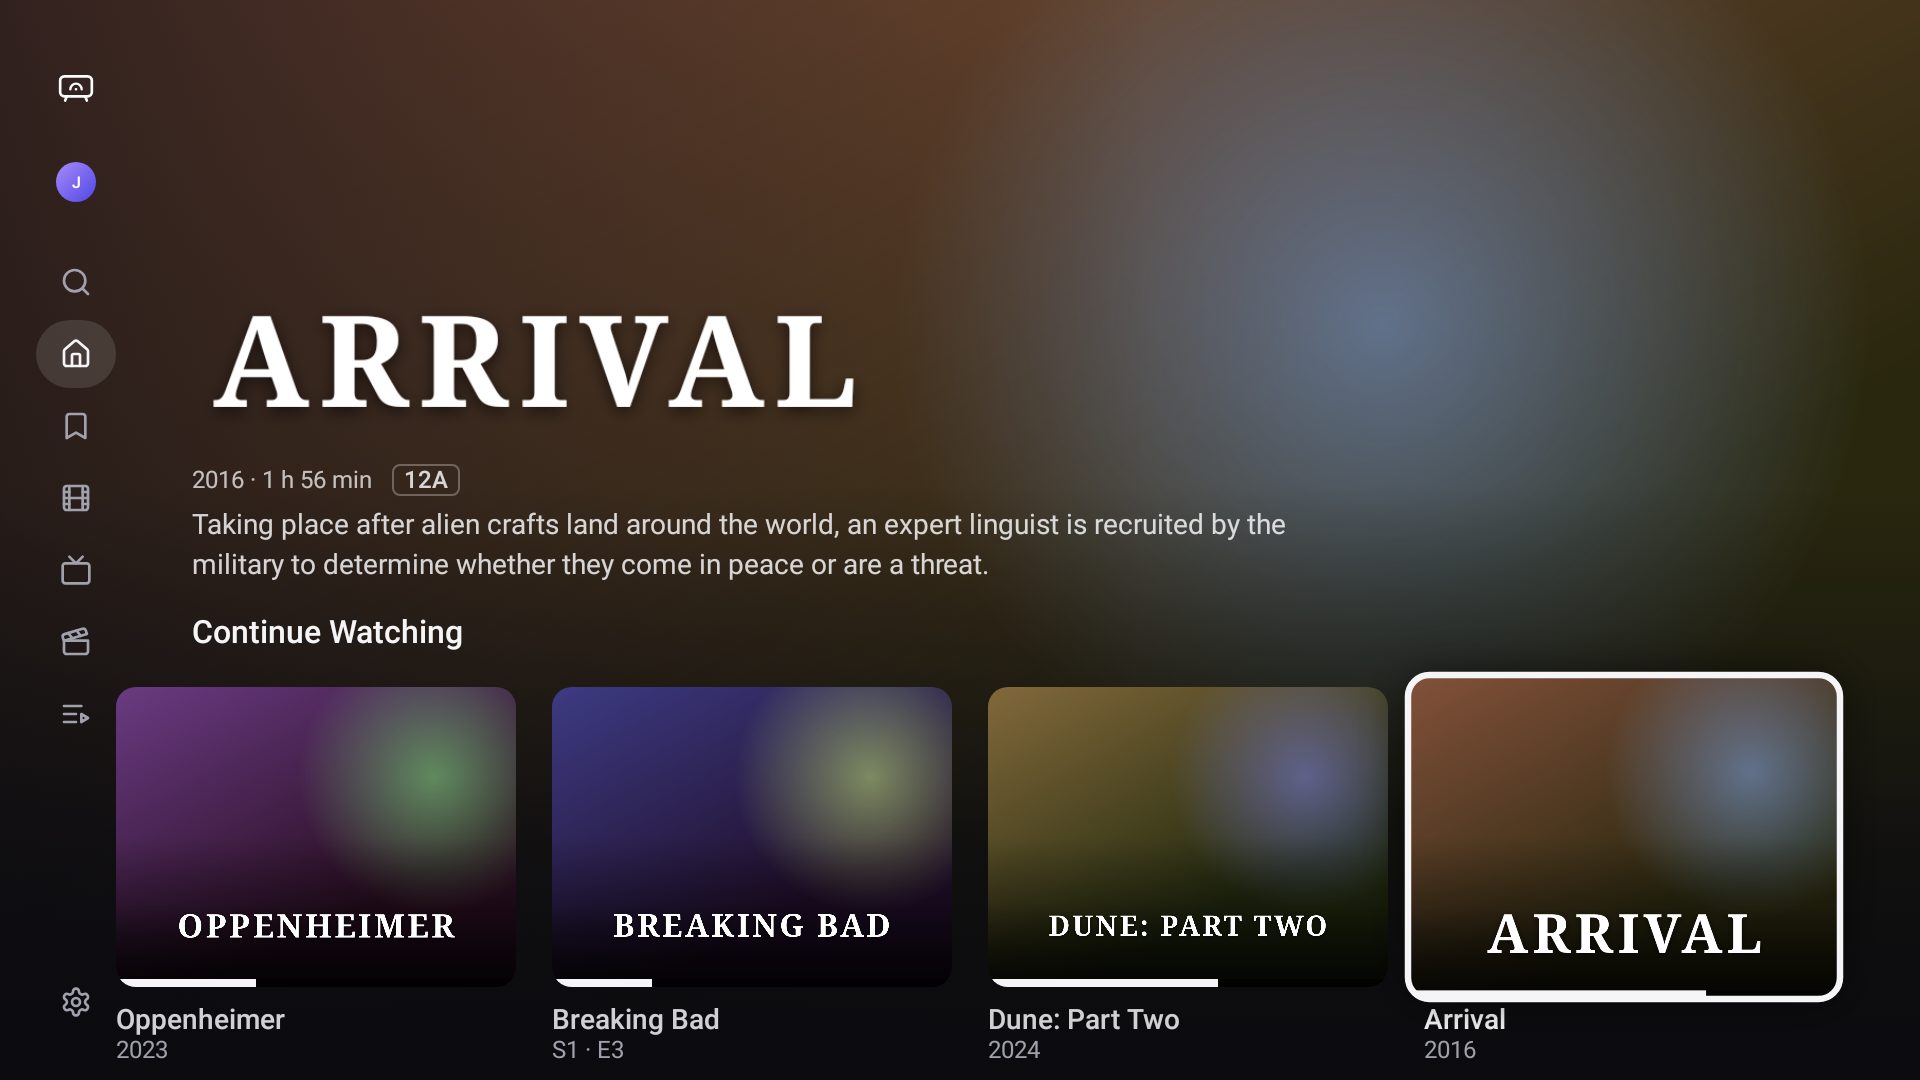 J
ARRIVAL
2016 · 1 h 56 min 12A
Taking place after alien crafts land around the world, an expert linguist is recruited by the
military to determine whether they come in peace or are a threat.
Continue Watching
OPPENHEIMER
BREAKING BAD
DUNE: PART TWO
ARRIVAL
Oppenheimer
2023
Breaking Bad
S1 · E3
Dune: Part Two
2024
Arrival
2016